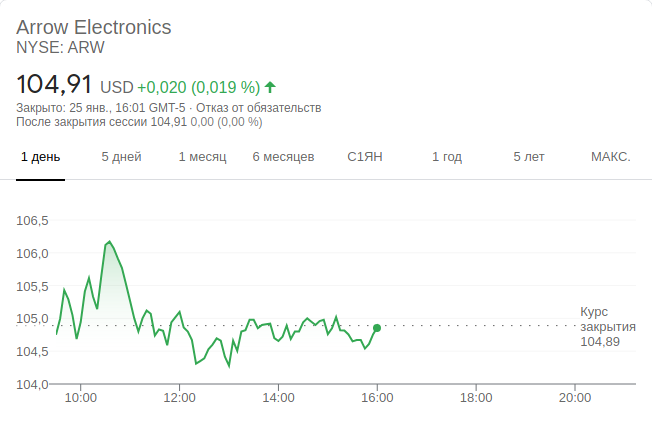 Arrow Electronics
NYSE: ARW
104,91 USD +0,020 (0,019 %)
Закрыто: 25 янв., 16:01 GMT-5 · Отказ от обязательств
После закрытия сессии 104,91 0,00 (0,00 %)
1 день 5 дней 1 месяц 6 месяцев С1ЯН 1 год 5 лет МАКС.
106,5
106,0
105,5
105,0
104,5
104,0
Курс
закрытия
104,89
10:00 12:00 14:00 16:00 18:00 20:00